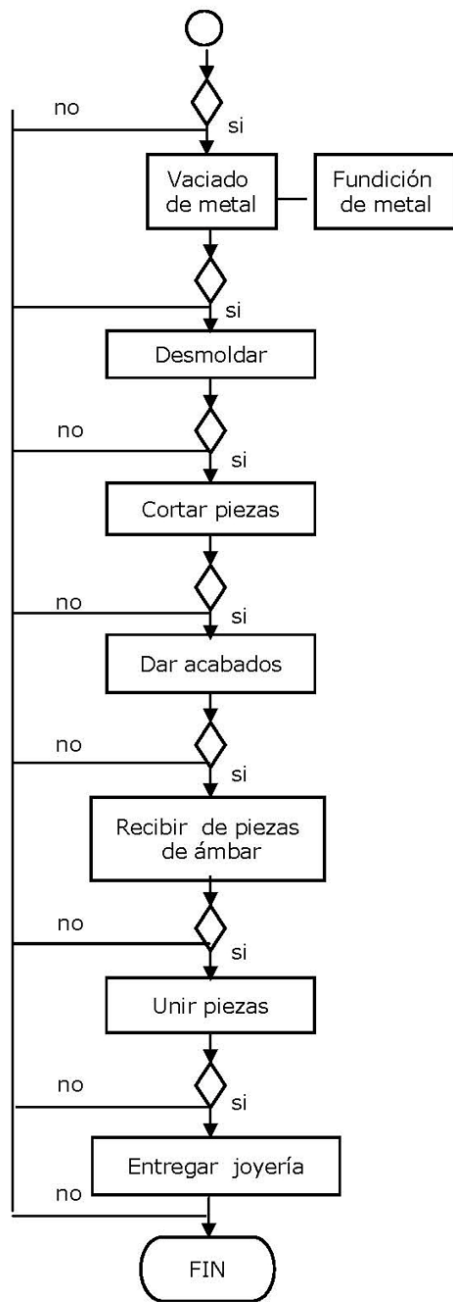 no
si
Vaciado
de metal
Fundición
de metal
si
Desmoldar
no
si
Cortar piezas
no
si
Dar acabados
no
si
Recibir de piezas
de ámbar
no
si
Unir piezas
no
si
Entregar joyería
no
FIN